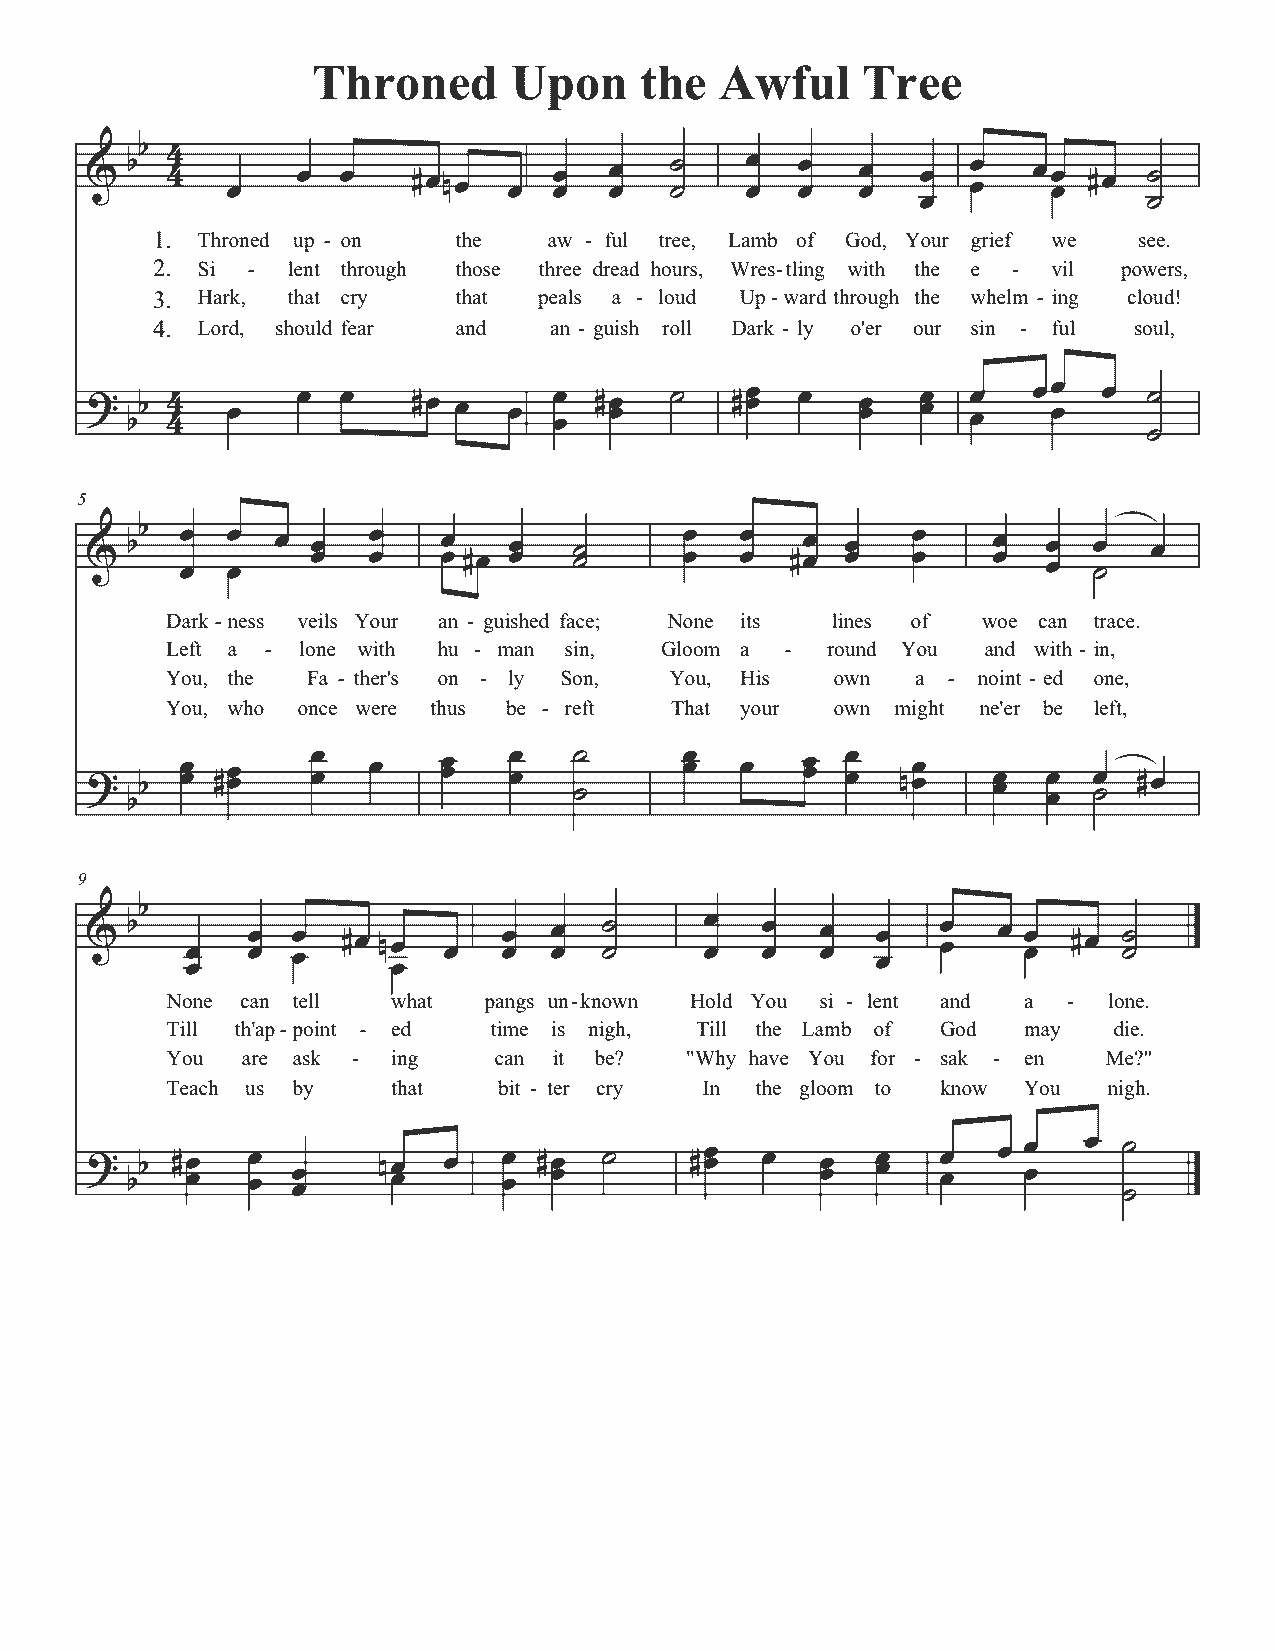 Throned Upon the Awful Tree
1. Throned up - on the aw - ful tree, Lamb of God, Your grief we see.
2. Si - lent through those three dread hours, Wres-tling with the e - vil powers,
3. Hark, that cry that peals a - loud Up - ward through the whelm - ing cloud!
4. Lord, should fear and an - guish roll Dark - ly o'er our sin - ful soul,
5
Dark - ness veils Your an - guished face; None its lines of woe can trace.
Left a - lone with hu - man sin, Gloom a - round You and with - in,
You, the Fa - ther's on - ly Son, You, His own a - noint - ed one,
You, who once were thus be - reft That your own might ne'er be left,
9
None can tell what pangs un-known Hold You si - lent and a - lone.
Till th'ap - point - ed time is nigh, Till the Lamb of God may die.
You are ask - ing can it be? "Why have You for - sak - en Me?"
Teach us by that bit - ter cry In the gloom to know You nigh.